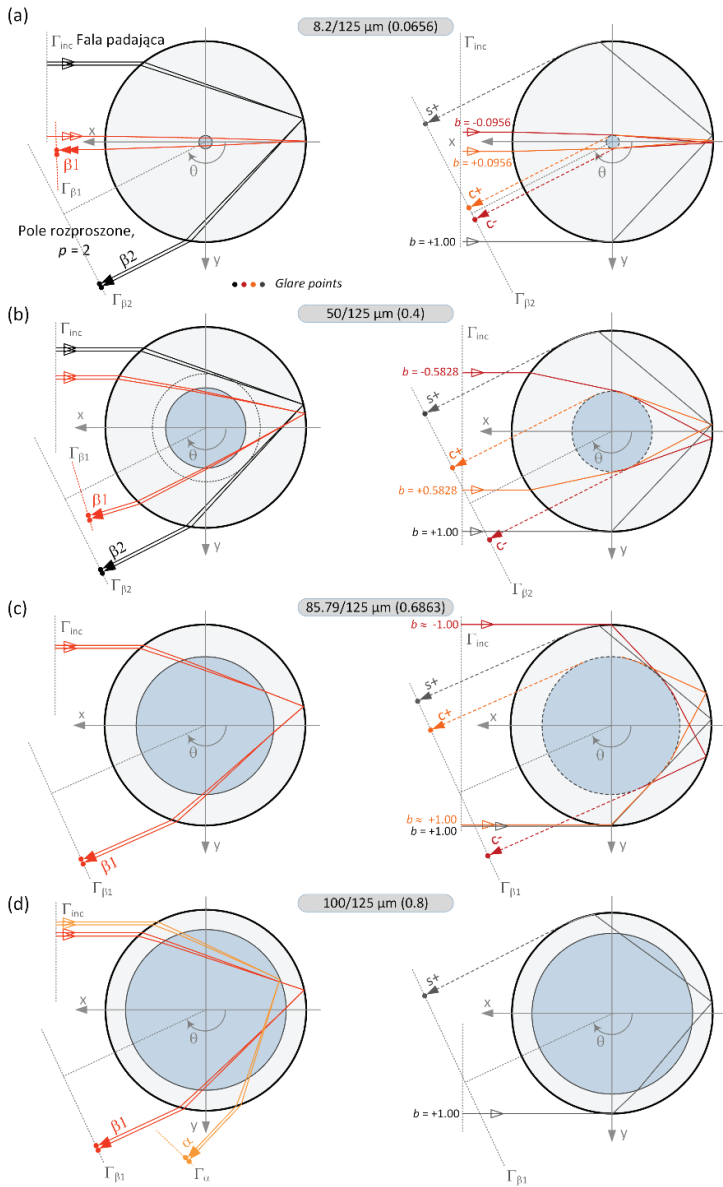 (a)
8.2/125 µm (0.0656)
Γinc Fala padająca
x
θ
β1
Γβ1
Pole rozproszone,
p = 2
β2
y
Γβ2
Glare points
Γinc
s+
b = -0.0956
x
b = +0.0956
θ
c+
c-
b = +1.00
y
Γβ2
(b)
50/125 µm (0.4)
Γinc
x
θ
Γβ1
β1
β2
y
Γβ2
Γinc
b = -0.5828
s+
x
c+
θ
b = +0.5828
b = +1.00
c-
y
Γβ2
(c)
85.79/125 µm (0.6863)
Γinc
x
θ
β1
y
Γβ1
b ≈ -1.00
Γinc
s+
c+
x
θ
b ≈ +1.00
b = +1.00
c-
y
Γβ1
(d)
100/125 µm (0.8)
Γinc
x
θ
β1
y
α
Γβ1
Γα
s+
x
θ
b = +1.00
y
Γβ1